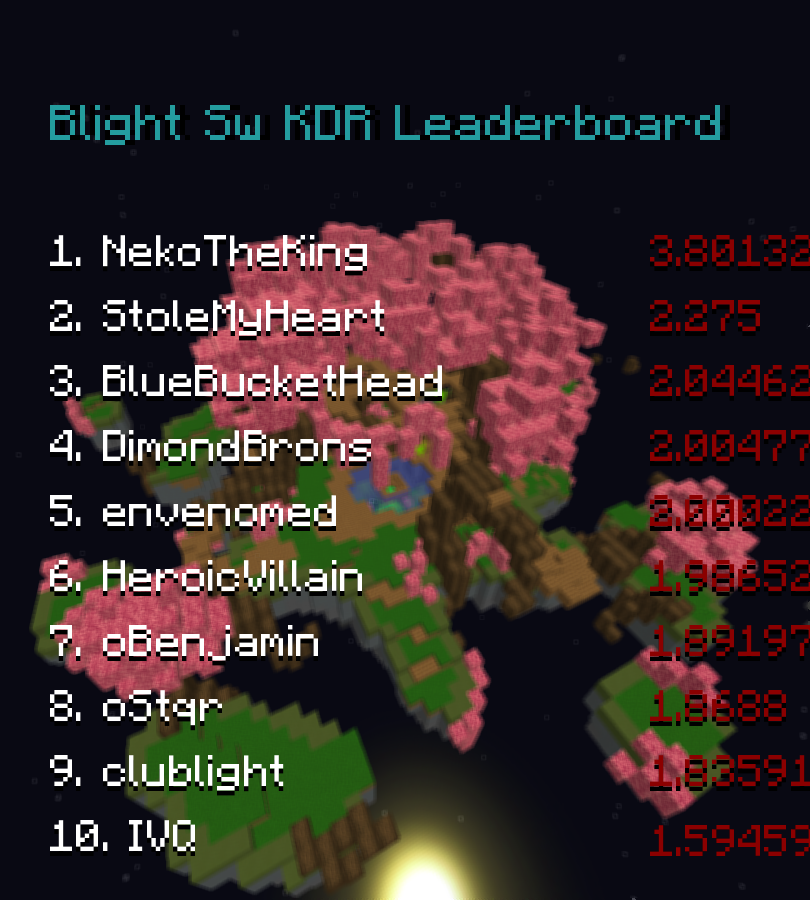 Blight Sw KDR Leaderboard
1. NekoTheKing 3.80132
2. StoleMyHeart 2.275
3. BlueBucketHead 2.04462
4. DimondBrons 2.00477
5. envenomed 2.00022
6. HeroicVillain 1.98652
7. oBenjamin 1.89197
8. oStqr 1.8688
9. clublight 1.83591
10. IVQ 1.59459